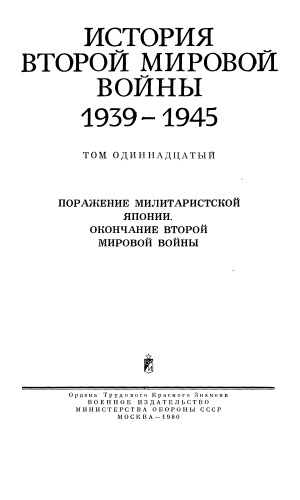 ИСТОРИЯ
ВТОРОЙ МИРОВОЙ
ВОЙНЫ
1939 – 1945
ТОМ ОДИННАДЦАТЫЙ
ПОРАЖЕНИЕ МИЛИТАРИСТСКОЙ
ЯПОНИИ.
ОКОНЧАНИЕ ВТОРОЙ
МИРОВОЙ ВОЙНЫ
Ордена Трудового Красного Знамени
ВОЕННОЕ ИЗДАТЕЛЬСТВО
МИНИСТЕРСТВА ОБОРОНЫ СССР
МОСКВА — 1980